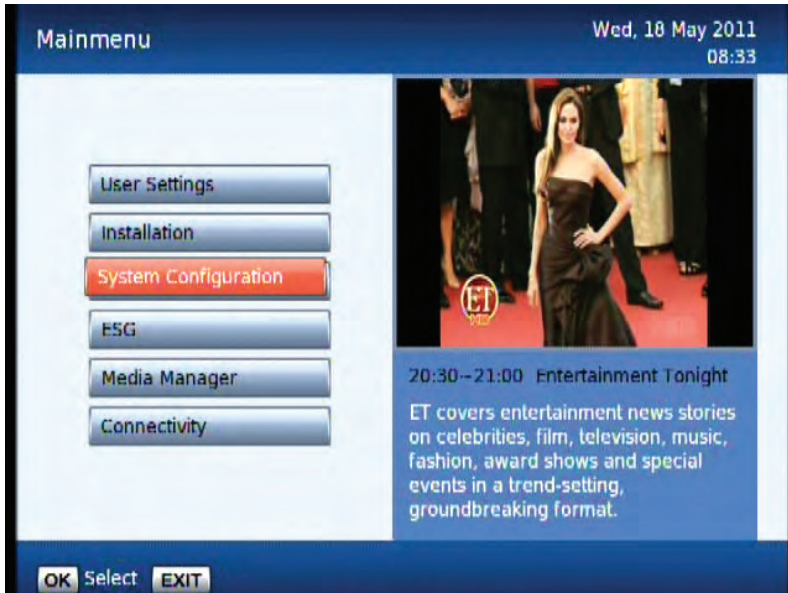 Mainmenu
Wed, 18 May 2011
08:33
User Settings
Installation
System Configuration
ESG
Media Manager
Connectivity
ET
HD
20:30--21:00 Entertainment Tonight
ET covers entertainment news stories
on celebrities, film, television, music,
fashion, award shows and special
events in a trend-setting,
groundbreaking format.
OK Select EXIT